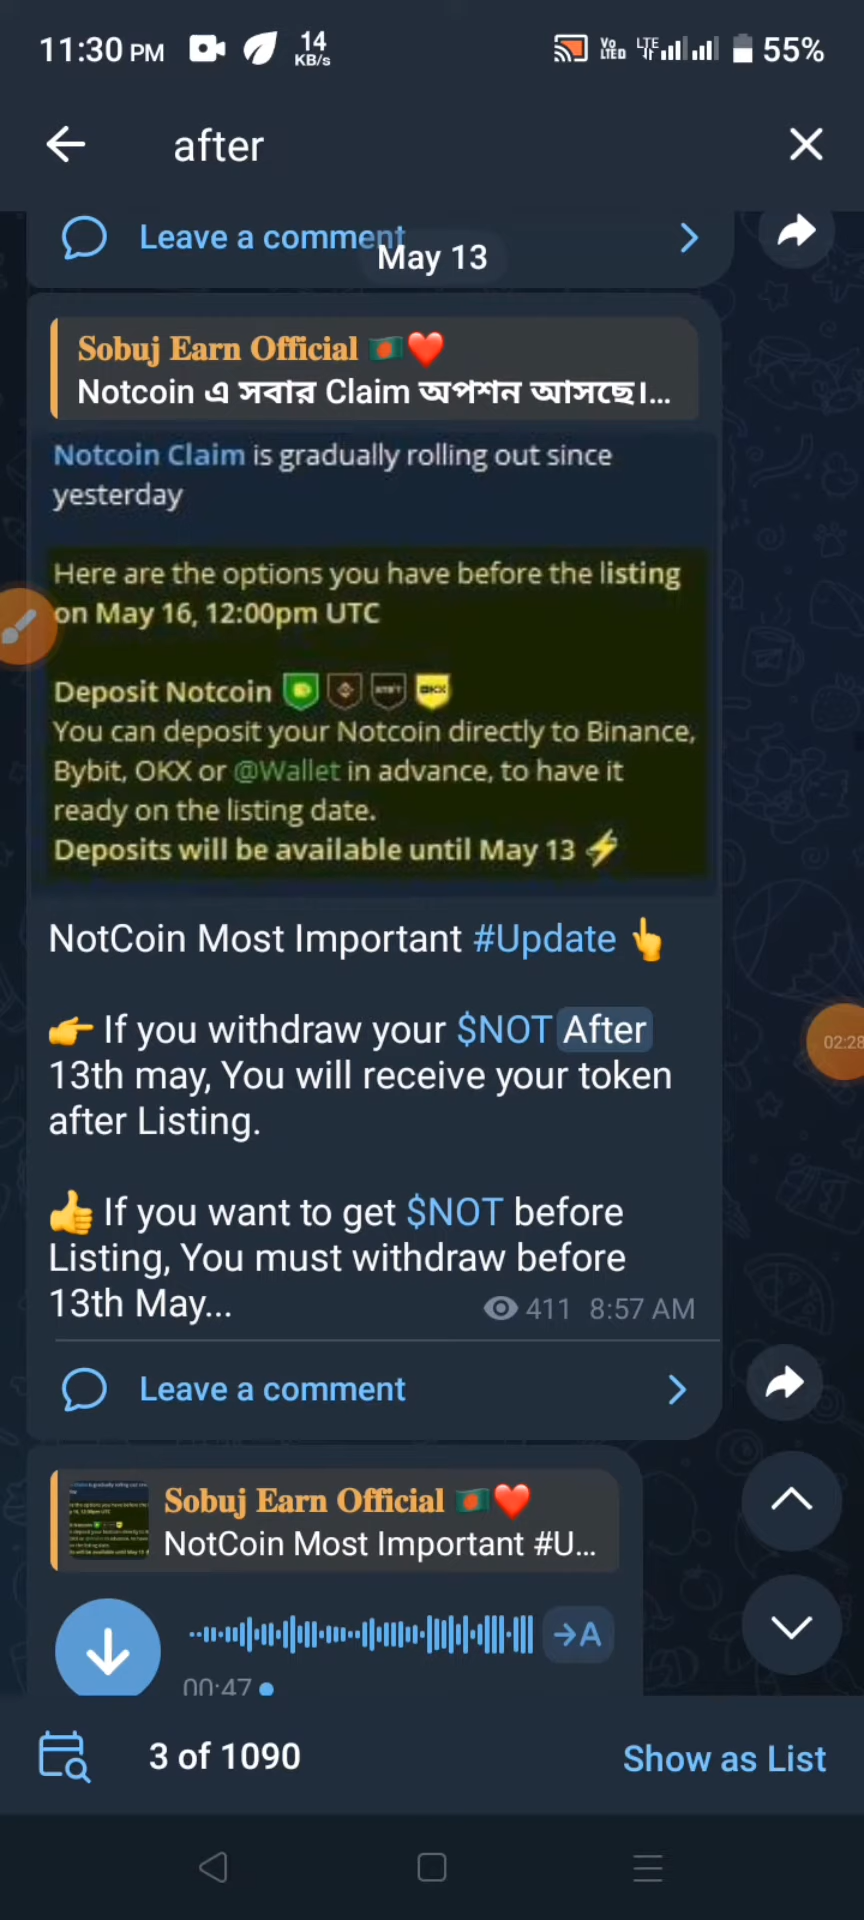 11:30 PM
14
KB/s
Vo
LTED
LTE
55%
after
Leave a comment
May 13
Sobuj Earn Official 🇧🇩❤️
Notcoin এ সবার Claim অপশন আসছে।...
Notcoin Claim is gradually rolling out since
yesterday
Here are the options you have before the listing
on May 16, 12:00pm UTC
Deposit Notcoin
OKX
You can deposit your Notcoin directly to Binance,
Bybit, OKX or @Wallet in advance, to have it
ready on the listing date.
Deposits will be available until May 13 ⚡
NotCoin Most Important #Update 👆
👉 If you withdraw your $NOT After
13th may, You will receive your token
after Listing.
02:28
👍 If you want to get $NOT before
Listing, You must withdraw before
13th May...
411 8:57 AM
Leave a comment
Sobuj Earn Official 🇧🇩❤️
NotCoin Most Important #U...
→A
00:47
3 of 1090
Show as List